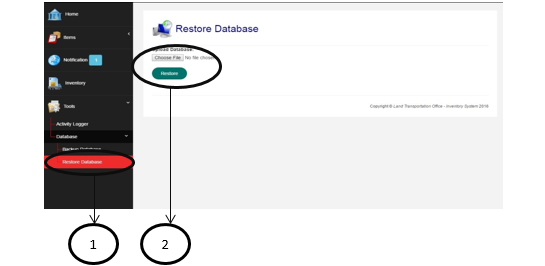 Home
Restore Database
Items
Upload Database:
Choose File No file chosen
Notification 1
Restore
Inventory
Tools
Copyright © Land Transportation Office - Inventory System 2018
Activity Logger
Database
Backup Database
Restore Database
1
2